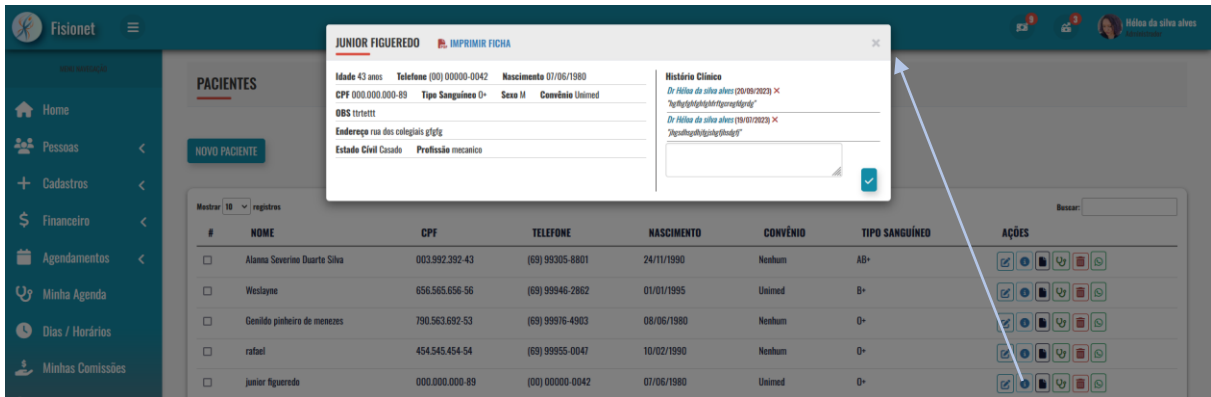 Fisionet
9
3
Héloa da silva alves
Administrador
JUNIOR FIGUEREDO IMPRIMIR FICHA ×
Idade 43 anos Telefone (00) 00000-0042 Nascimento 07/06/1980
CPF 000.000.000-89 Tipo Sanguíneo O+ Sexo M Convênio Unimed
OBS ttrtettt
Endereço rua dos colegiais gfgfg
Estado Civil Casado Profissão mecanico
Histório Clínico
Dr Héloa da silva alves (20/09/2023) ×
Dr Héloa da silva alves (19/07/2023) ×
PACIENTES
NOVO PACIENTE
Home
Pessoas
Cadastros
Financeiro
Agendamentos
Minha Agenda
Dias / Horários
Minhas Comissões
Mostrar 10 registros
Buscar:
# NOME CPF TELEFONE NASCIMENTO CONVÊNIO TIPO SANGUÍNEO AÇÕES
Alanna Severino Duarte Silva 003.992.392-43 (69) 99305-8801 24/11/1990 Nenhum AB+
Weslayne 656.565.656-56 (69) 99946-2862 01/01/1995 Unimed B+
Genildo pinheiro de menezes 790.563.692-53 (69) 99976-4903 08/06/1980 Nenhum O+
rafael 454.545.454-54 (69) 99955-0047 10/02/1990 Nenhum O+
junior figueredo 000.000.000-89 (00) 00000-0042 07/06/1980 Unimed O+